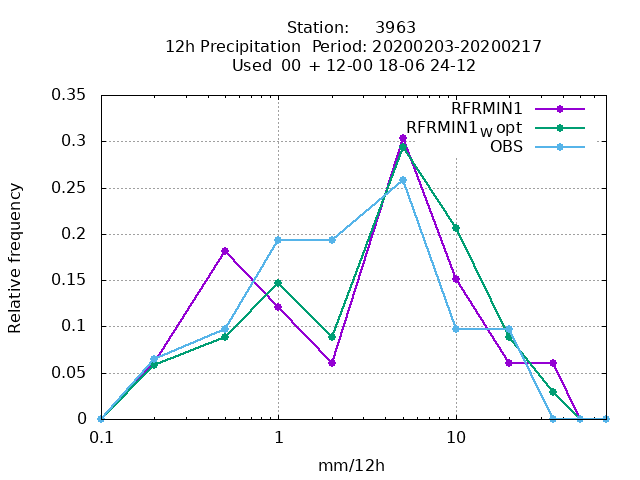 Station: 3963
12h Precipitation Period: 20200203-20200217
Used 00 + 12-00 18-06 24-12
RFRMIN1
RFRMIN1w opt
OBS
0.35
0.3
0.25
0.2
0.15
0.1
0.05
0
Relative frequency
0.1 1 10
mm/12h